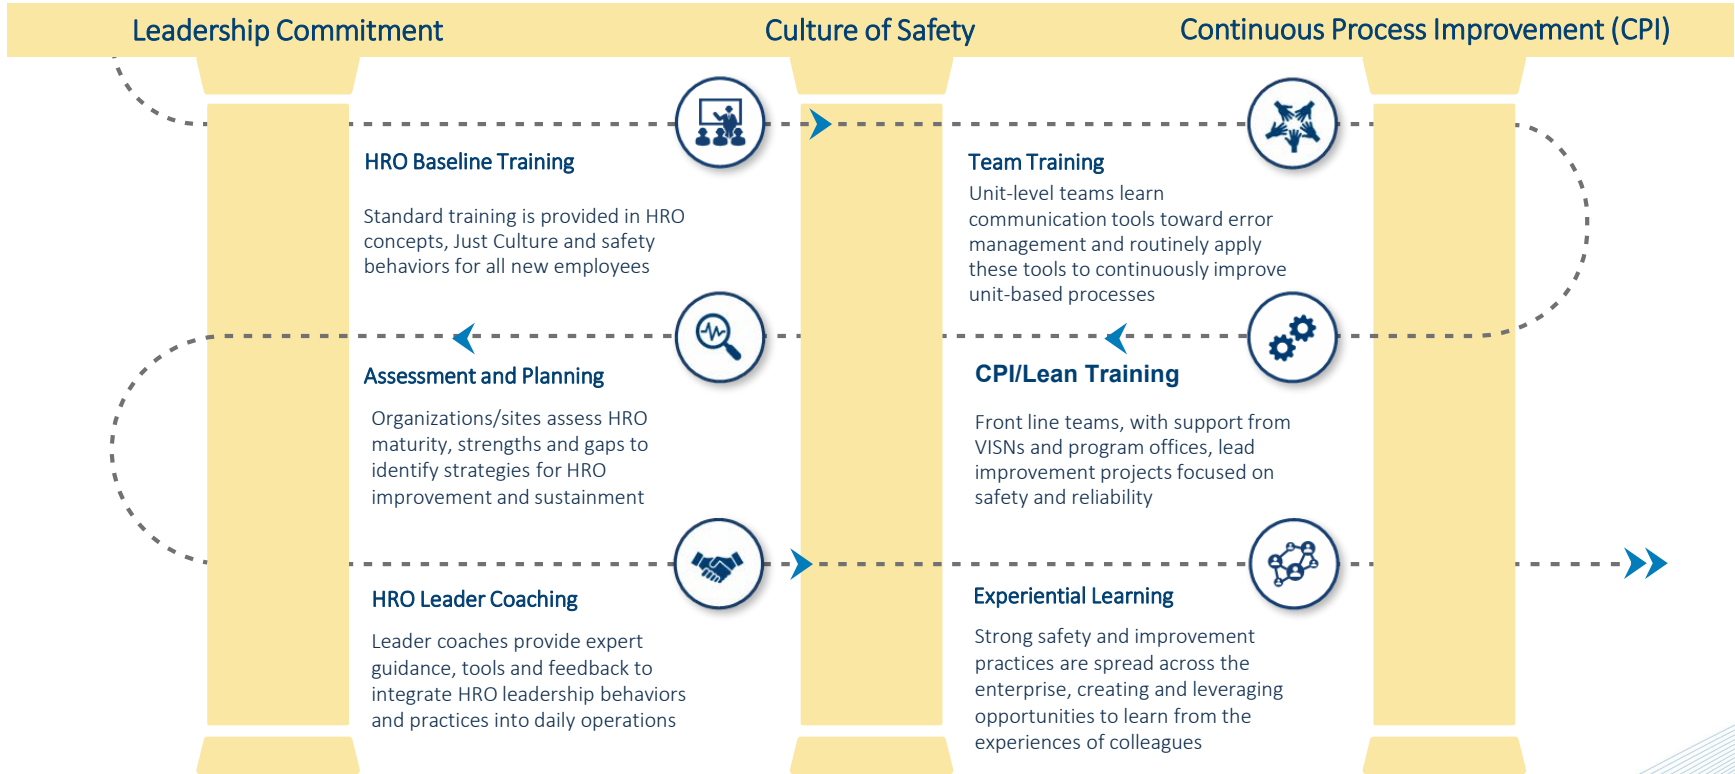 Leadership Commitment
Culture of Safety
Continuous Process Improvement (CPI)
HRO Baseline Training
Standard training is provided in HRO
concepts, Just Culture and safety
behaviors for all new employees
Team Training
Unit-level teams learn
communication tools toward error
management and routinely apply
these tools to continuously improve
unit-based processes
Assessment and Planning
Organizations/sites assess HRO
maturity, strengths and gaps to
identify strategies for HRO
improvement and sustainment
CPI/Lean Training
Front line teams, with support from
VISNs and program offices, lead
improvement projects focused on
safety and reliability
HRO Leader Coaching
Leader coaches provide expert
guidance, tools and feedback to
integrate HRO leadership behaviors
and practices into daily operations
Experiential Learning
Strong safety and improvement
practices are spread across the
enterprise, creating and leveraging
opportunities to learn from the
experiences of colleagues